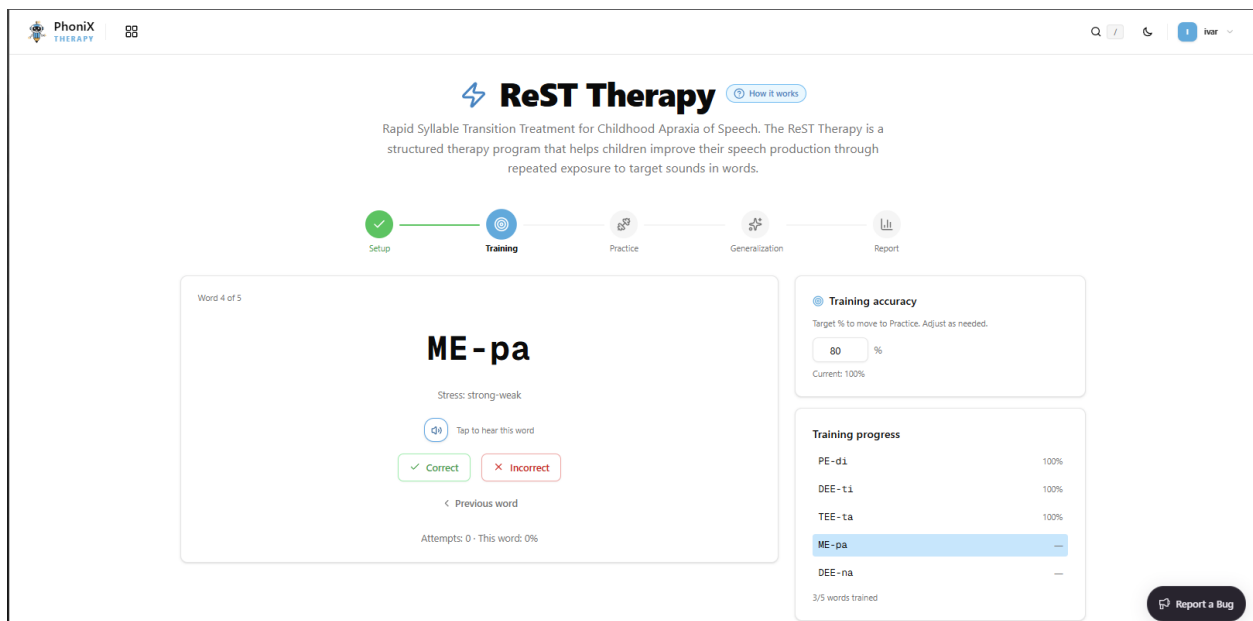 PhoniX
THERAPY
/
I
ivar
ReST Therapy
How it works
Rapid Syllable Transition Treatment for Childhood Apraxia of Speech. The ReST Therapy is a
structured therapy program that helps children improve their speech production through
repeated exposure to target sounds in words.
Setup
Training
Practice
Generalization
Report
Word 4 of 5
ME-pa
Stress: strong-weak
Tap to hear this word
Correct
Incorrect
Previous word
Attempts: 0 · This word: 0%
Training accuracy
Target % to move to Practice. Adjust as needed.
80 %
Current: 100%
Training progress
PE-di 100%
DEE-ti 100%
TEE-ta 100%
ME-pa —
DEE-na —
3/5 words trained
Report a Bug